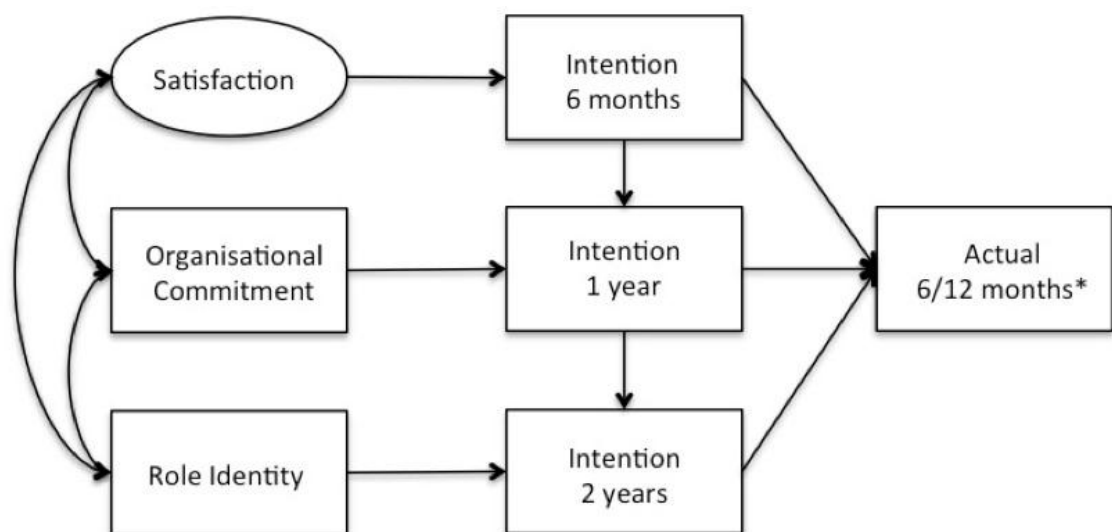 Satisfaction
Intention
6 months
Organisational
Commitment
Intention
1 year
Actual
6/12 months*
Role Identity
Intention
2 years